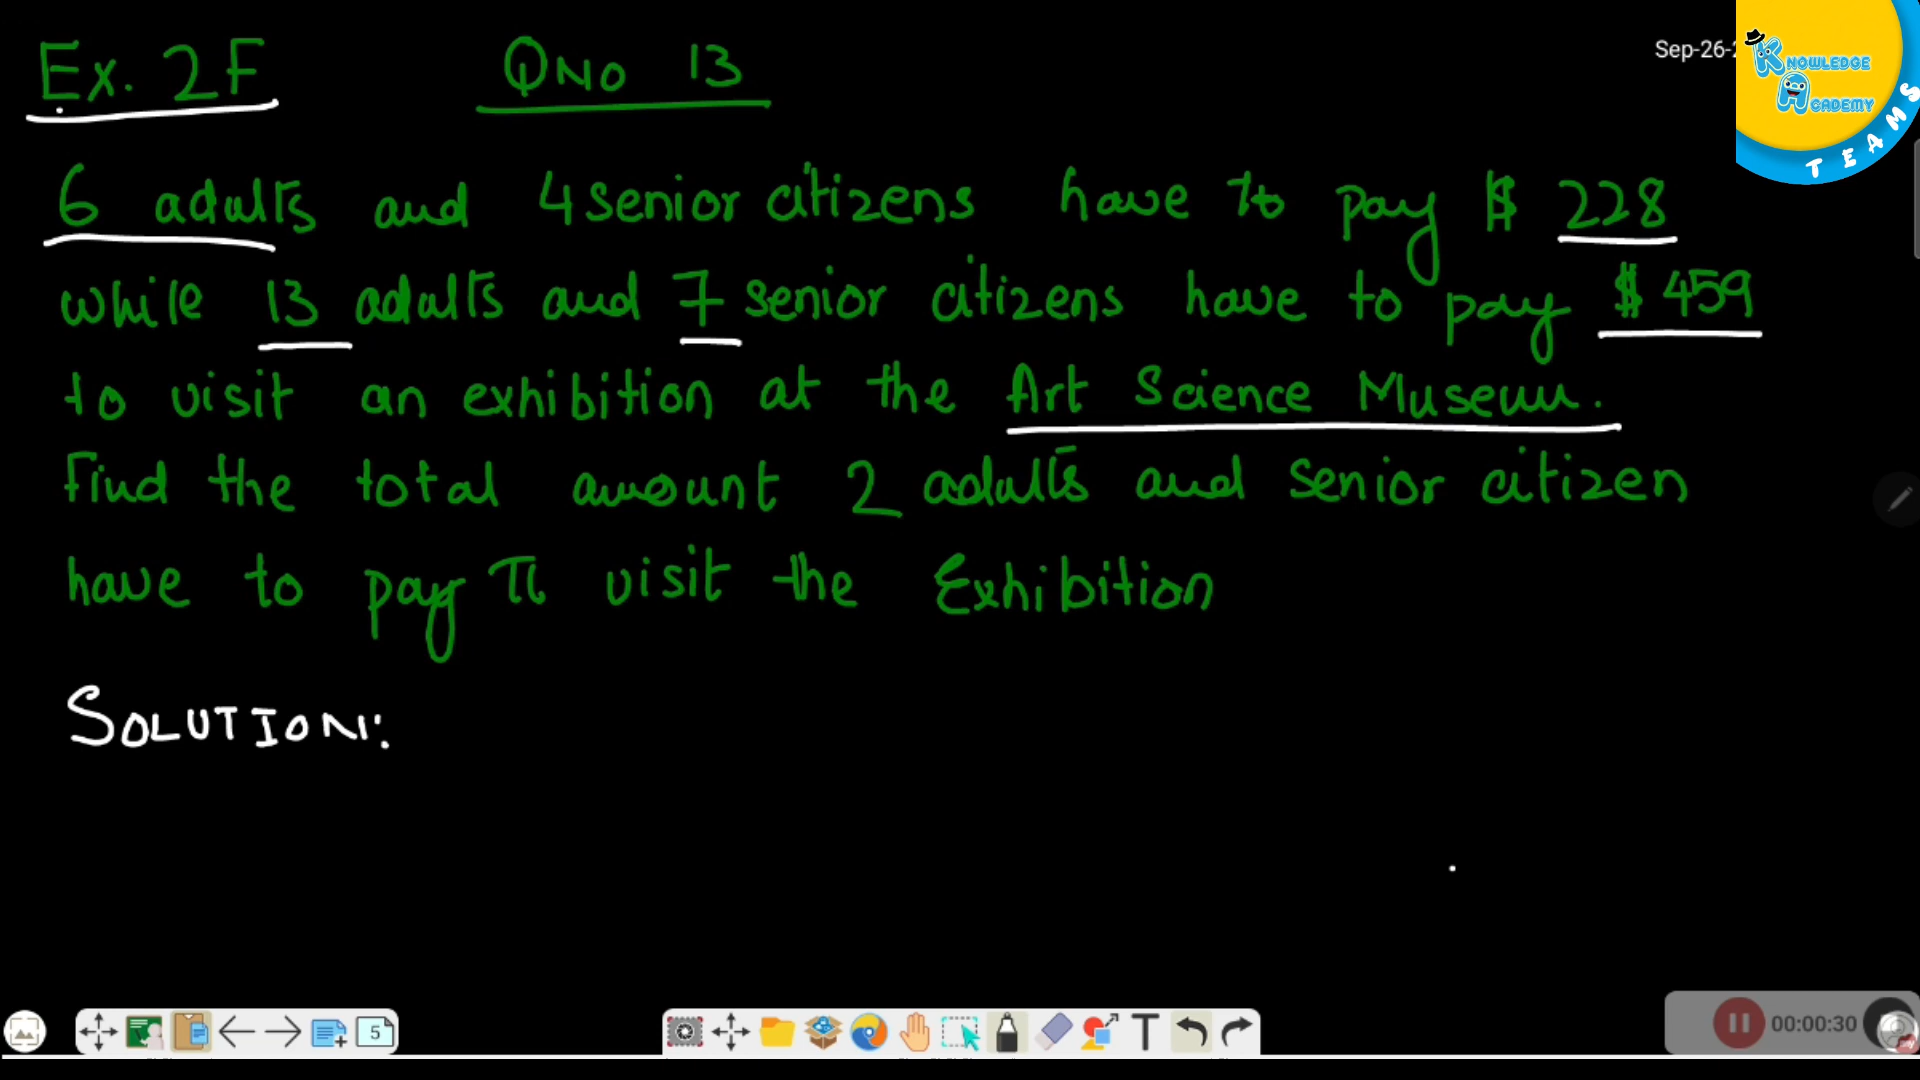 Ex. 2F QNO 13
Sep-26-2
KNOWLEDGE
ACADEMY
TEAMS
6 adults and 4 senior citizens have to pay $ 228
while 13 adults and 7 senior citizens have to pay $ 459
to visit an exhibition at the Art Science Museum.
Find the total amount 2 adults and senior citizen
have to pay to visit the Exhibition
SOLUTION:
5
T
00:00:30